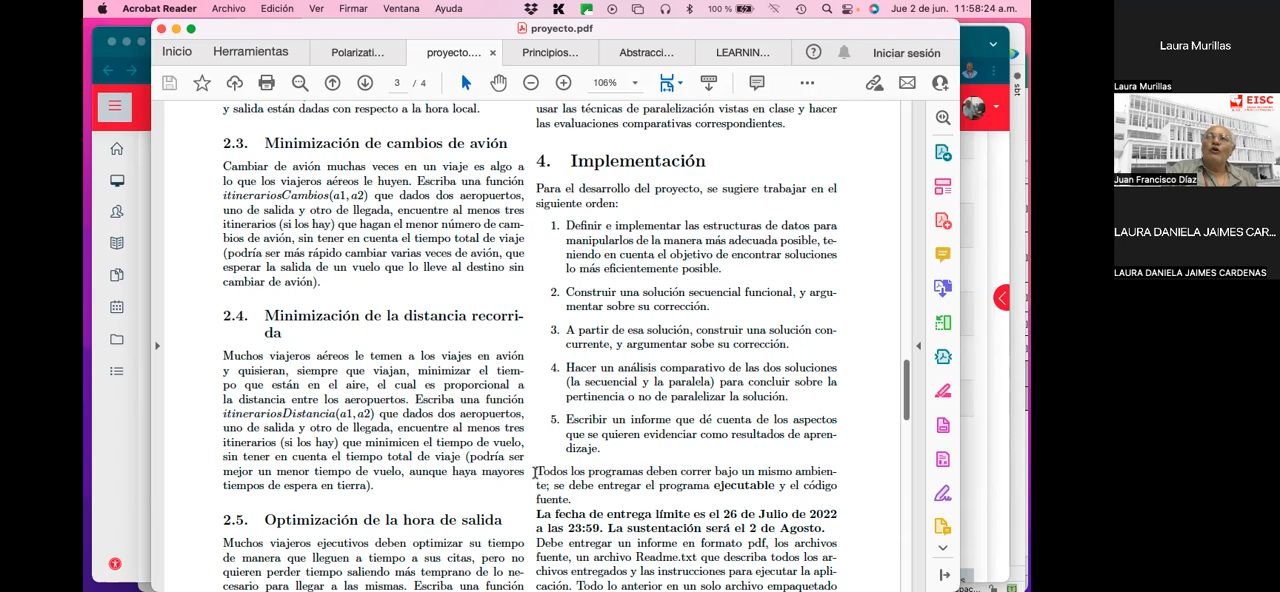 Acrobat Reader Archivo Edición Ver Firmar Ventana Ayuda 100 % Jue 2 de jun. 11:58:24 a.m.
proyecto.pdf
Inicio Herramientas Polarizati... proyecto.... × Principios... Abstracci... LEARNIN... Iniciar sesión
3 / 4 106%
y salida están dadas con respecto a la hora local.
2.3. Minimización de cambios de avión
Cambiar de avión muchas veces en un viaje es algo a
lo que los viajeros aéreos le huyen. Escriba una función
itinerariosCambios(a1, a2) que dados dos aeropuertos,
uno de salida y otro de llegada, encuentre al menos tres
itinerarios (si los hay) que hagan el menor número de cam-
bios de avión, sin tener en cuenta el tiempo total de viaje
(podría ser más rápido cambiar varias veces de avión, que
esperar la salida de un vuelo que lo lleve al destino sin
cambiar de avión).
2.4. Minimización de la distancia recorri-
da
Muchos viajeros aéreos le temen a los viajes en avión
y quisieran, siempre que viajan, minimizar el tiem-
po que están en el aire, el cual es proporcional a
la distancia entre los aeropuertos. Escriba una función
itinerariosDistancia(a1, a2) que dados dos aeropuertos,
uno de salida y otro de llegada, encuentre al menos tres
itinerarios (si los hay) que minimicen el tiempo de vuelo,
sin tener en cuenta el tiempo total de viaje (podría ser
mejor un menor tiempo de vuelo, aunque haya mayores
tiempos de espera en tierra).
2.5. Optimización de la hora de salida
Muchos viajeros ejecutivos deben optimizar su tiempo
de manera que lleguen a tiempo a sus citas, pero no
quieren perder tiempo saliendo más temprano de lo ne-
cesario para llegar a las mismas. Escriba una función
zar las técnicas de paralelización vistas en clase y hacer
las evaluaciones comparativas correspondientes.
4. Implementación
Para el desarrollo del proyecto, se sugiere trabajar en el
siguiente orden:
1. Definir e implementar las estructuras de datos para
manipularlos de la manera más adecuada posible, te-
niendo en cuenta el objetivo de encontrar soluciones
lo más eficientemente posible.
2. Construir una solución secuencial funcional, y argu-
mentar sobre su corrección.
3. A partir de esa solución, construir una solución con-
currente, y argumentar sobe su corrección.
4. Hacer un análisis comparativo de las dos soluciones
(la secuencial y la paralela) para concluir sobre la
pertinencia o no de paralelizar la solución.
5. Escribir un informe que dé cuenta de los aspectos
que se quieren evidenciar como resultados de apren-
dizaje.
Todos los programas deben correr bajo un mismo ambien-
te; se debe entregar el programa ejecutable y el código
fuente.
La fecha de entrega límite es el 26 de Julio de 2022
a las 23:59. La sustentación será el 2 de Agosto.
Debe entregar un informe en formato pdf, los archivos
fuente, un archivo Readme.txt que describa todos los ar-
chivos entregados y las instrucciones para ejecutar la apli-
cación. Todo lo anterior en un solo archivo empaquetado
sbt
Laura Murillas
Laura Murillas
EISC
Juan Francisco Díaz
LAURA DANIELA JAIMES CAR...
LAURA DANIELA JAIMES CARDENAS